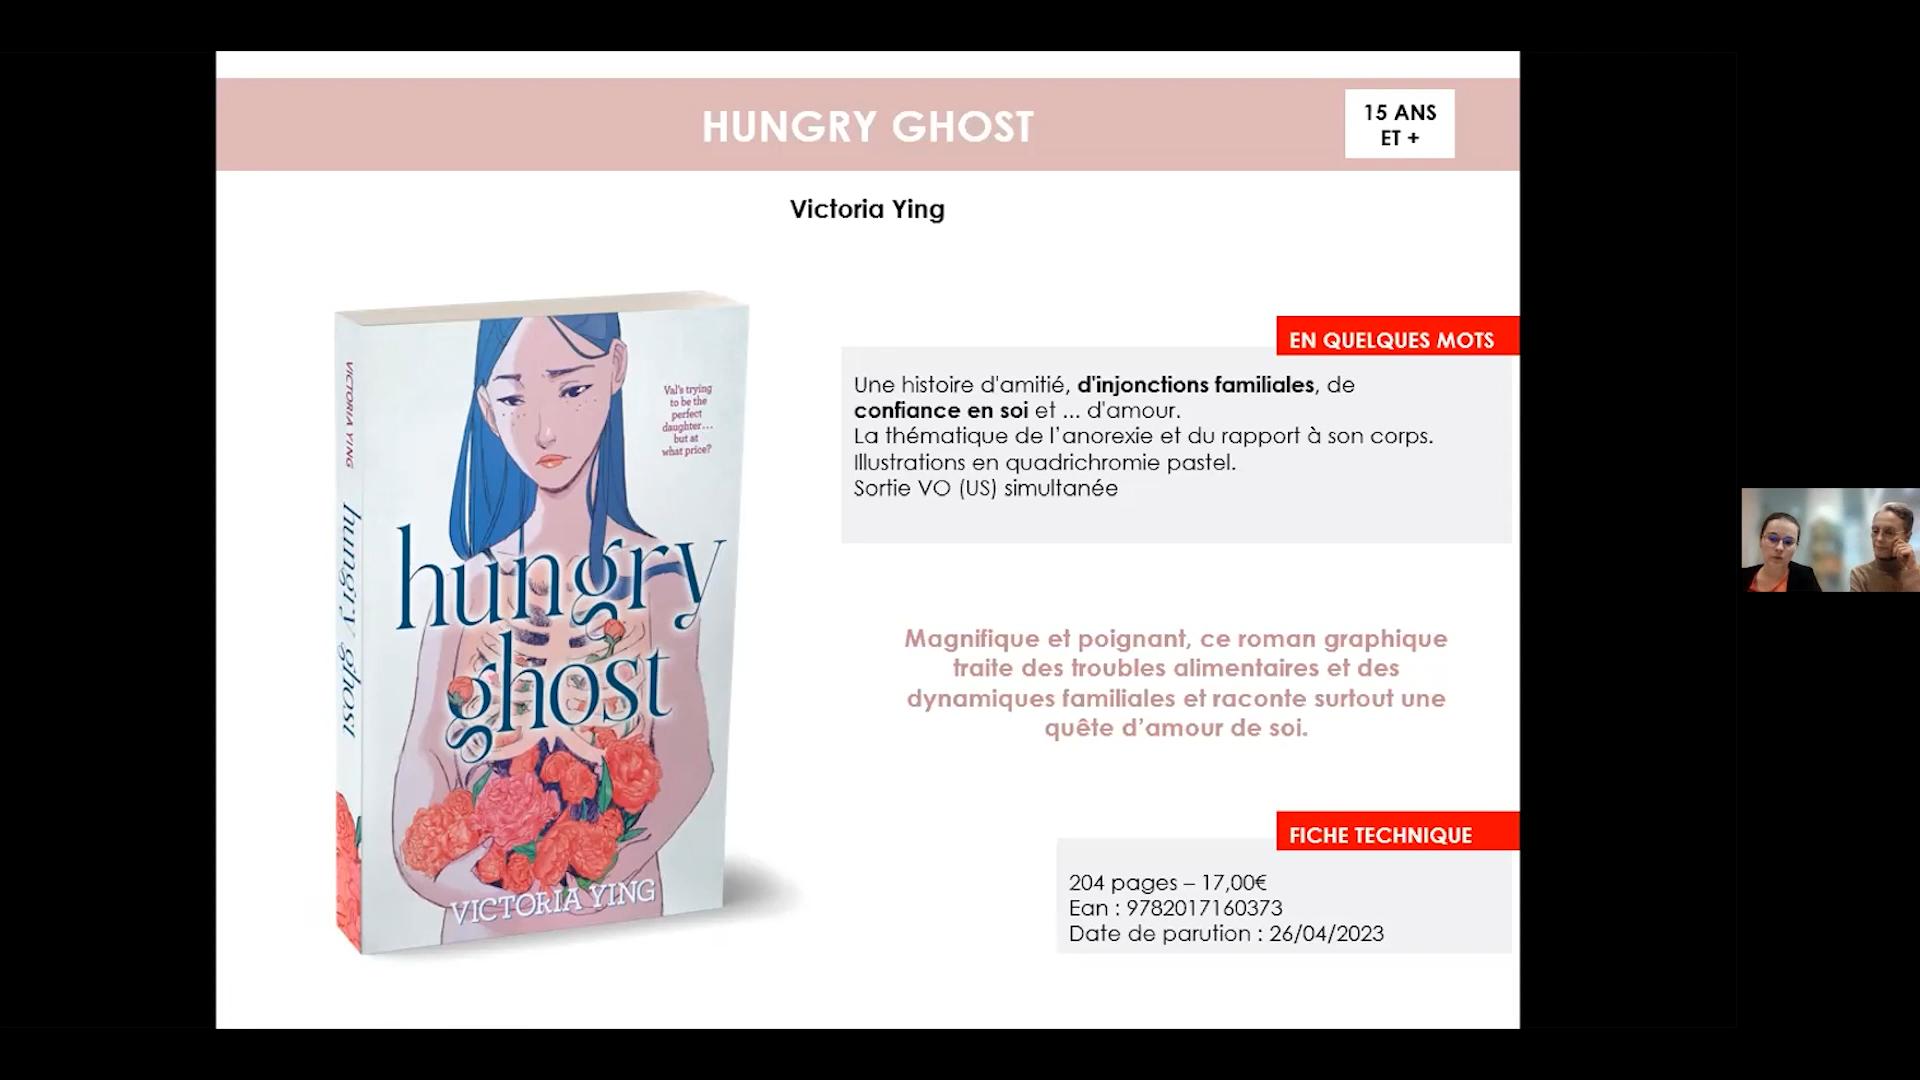 HUNGRY GHOST
15 ANS
ET +
Victoria Ying
VICTORIA YING
hungry ghost
Val's trying
to be the
perfect
daughter...
but at
what price?
hungry
ghost
VICTORIA YING
EN QUELQUES MOTS
Une histoire d'amitié, d'injonctions familiales, de
confiance en soi et ... d'amour.
La thématique de l’anorexie et du rapport à son corps.
Illustrations en quadrichromie pastel.
Sortie VO (US) simultanée
Magnifique et poignant, ce roman graphique
traite des troubles alimentaires et des
dynamiques familiales et raconte surtout une
quête d’amour de soi.
FICHE TECHNIQUE
204 pages – 17,00€
Ean : 9782017160373
Date de parution : 26/04/2023